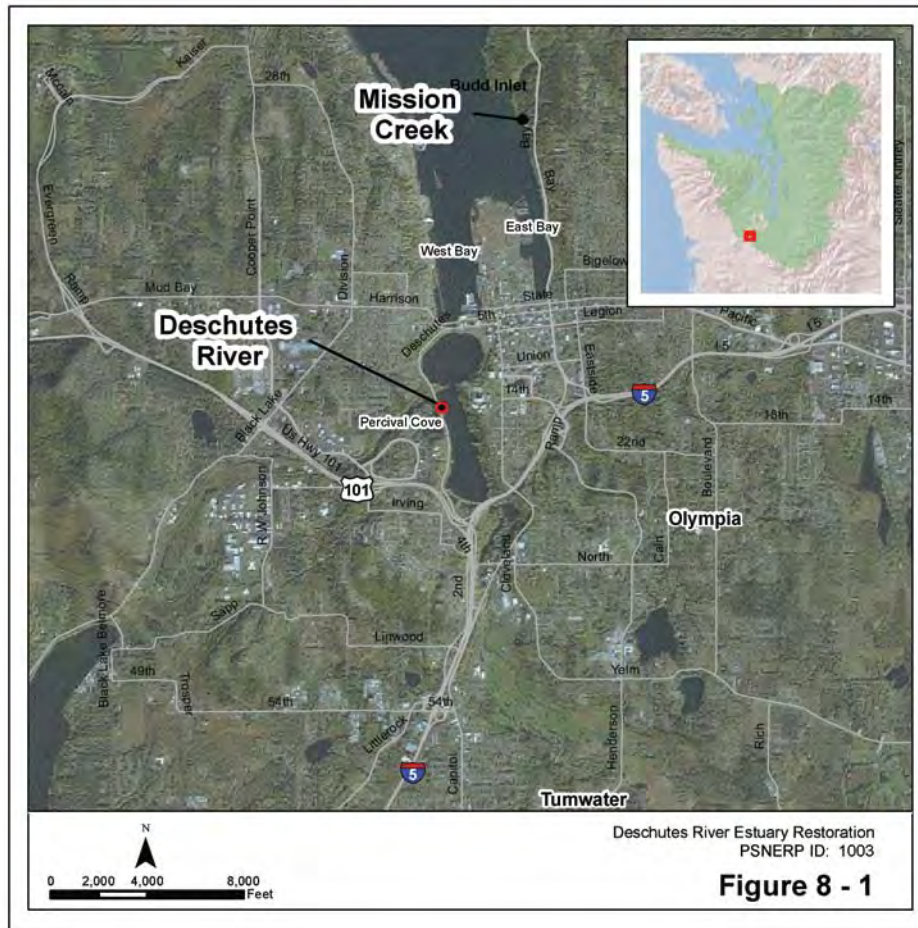 Kaiser
McCain
28th
Budd Inlet
Mission
Creek
Bay
Bay
Sleater Kinney
Evergreen
Cooper Point
Division
East Bay
West Bay
Bigelow
Ramp
Mud Bay
Harrison
State
Deschutes
5th
Legion
Pacific
I 5
Deschutes
River
Union
Eastside
14th
5
Black Lake
Percival Cove
Ramp
18th
14th
Us Hwy 101
22nd
101
Boulevard
R W Johnson
Irving
4th
Olympia
Cleveland
North
Cain
2nd
Sapp
Linwood
Black Lake Belmore
49th
Trosper
Yelm
54th
54th
Littlerock
Henderson
Rich
5
Capitol
Tumwater
N
Deschutes River Estuary Restoration
PSNERP ID: 1003
0 2,000 4,000 8,000
Feet
Figure 8 - 1